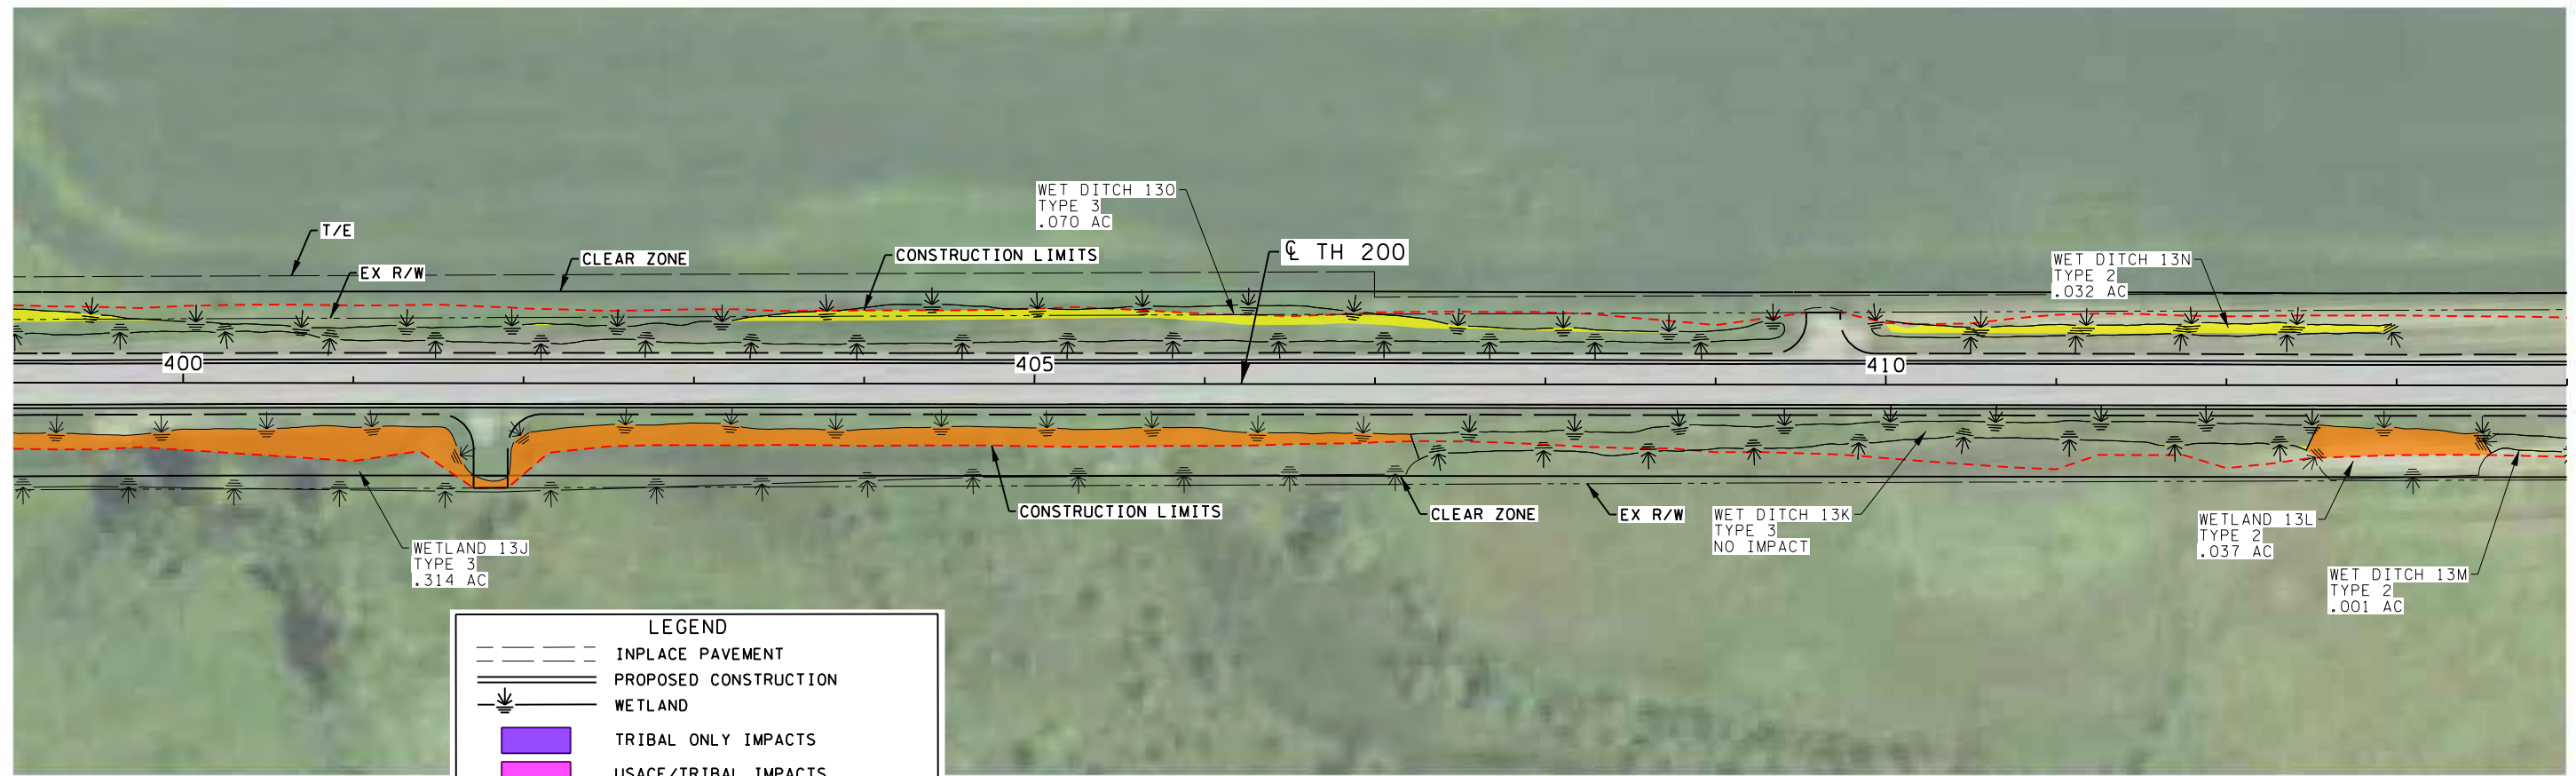 WET DITCH 13O
TYPE 3
.070 AC
T/E
EX R/W
CLEAR ZONE
CONSTRUCTION LIMITS
℄ TH 200
WET DITCH 13N
TYPE 2
.032 AC
400
405
410
CONSTRUCTION LIMITS
CLEAR ZONE
EX R/W
WET DITCH 13K
TYPE 3
NO IMPACT
WETLAND 13L
TYPE 2
.037 AC
WETLAND 13J
TYPE 3
.314 AC
WET DITCH 13M
TYPE 2
.001 AC
LEGEND
INPLACE PAVEMENT
PROPOSED CONSTRUCTION
WETLAND
TRIBAL ONLY IMPACTS
USACE/TRIBAL IMPACTS